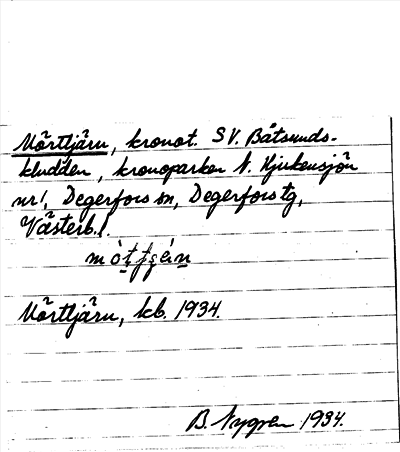 Mörttjärn, kronot. SV. Båtsunds-
kludden, kronoparken N. Hjukensjön
nr 1, Degerfors sn, Degerfors tg,
Västerb. l.
Mörttjärn, kb. 1934.
B. Nygren 1934.